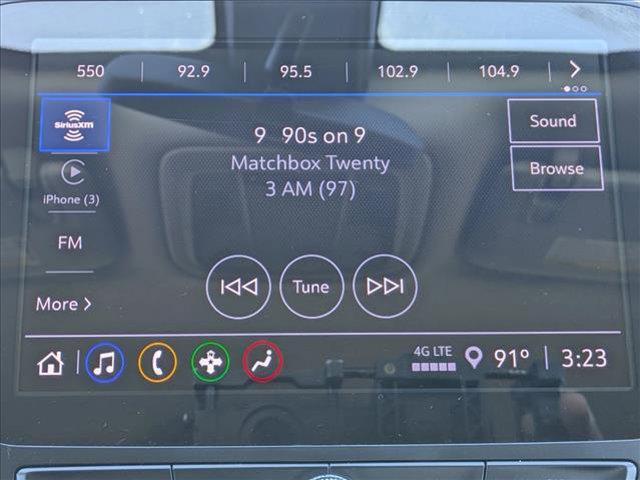 550 92.9 95.5 102.9 104.9
SiriusXM
9 90s on 9
Sound
Matchbox Twenty
Browse
3 AM (97)
iPhone (3)
FM
Tune
More >
4G LTE
91° 3:23